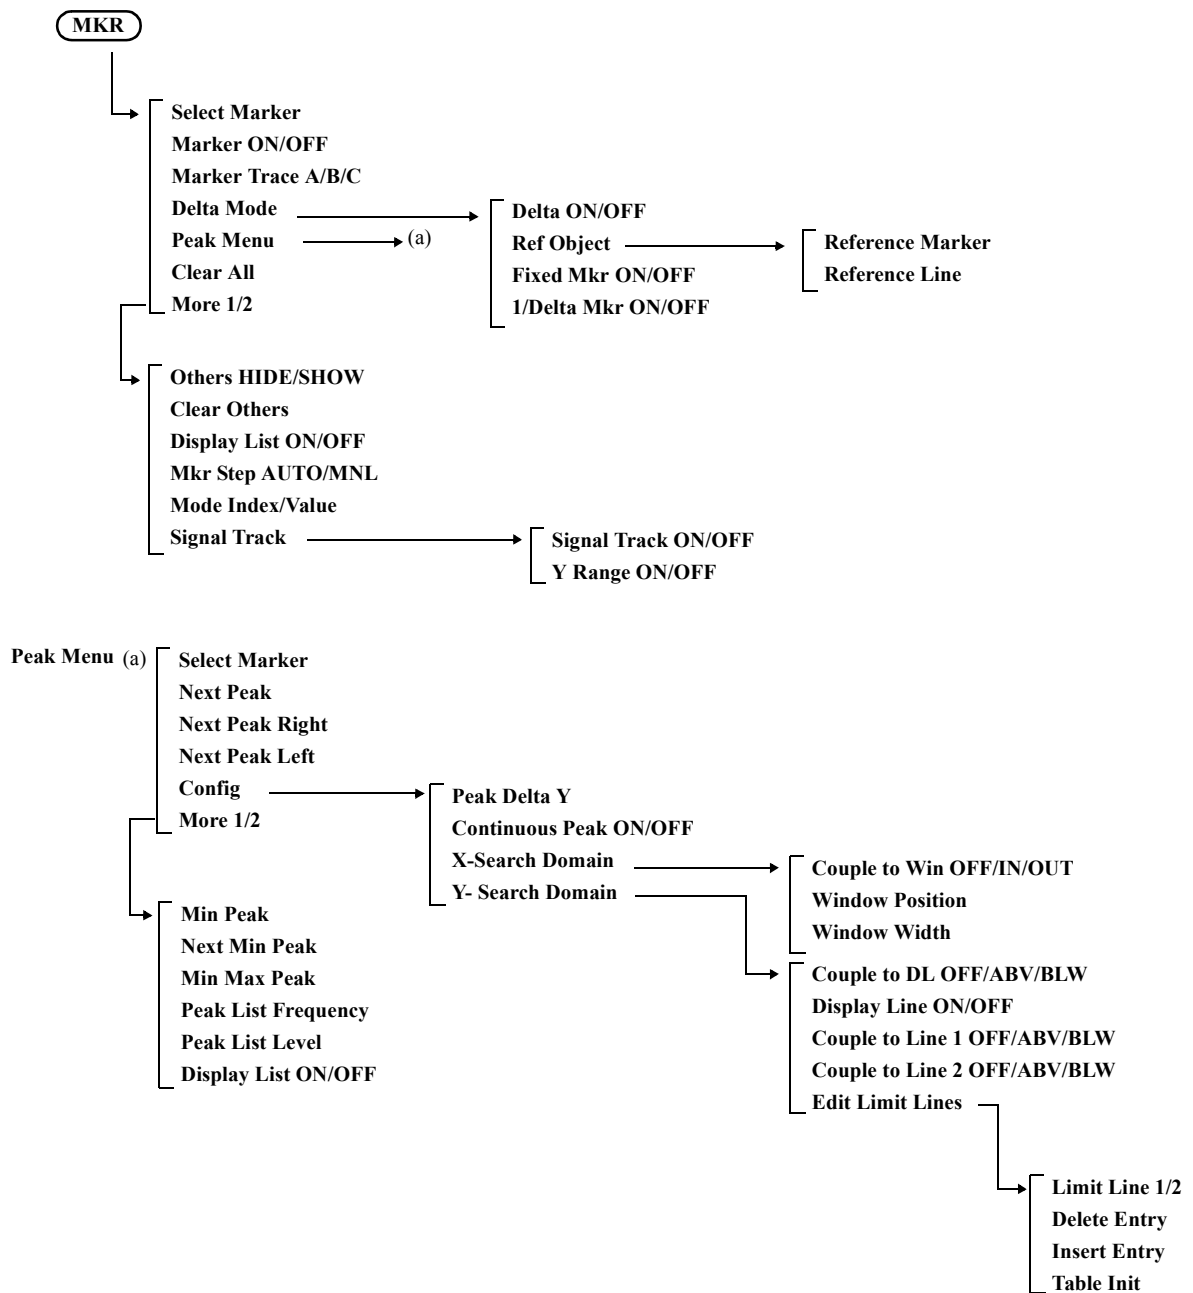 MKR
Select Marker
Marker ON/OFF
Marker Trace A/B/C
Delta Mode
Peak Menu
(a)
Clear All
More 1/2
Delta ON/OFF
Ref Object
Fixed Mkr ON/OFF
1/Delta Mkr ON/OFF
Reference Marker
Reference Line
Others HIDE/SHOW
Clear Others
Display List ON/OFF
Mkr Step AUTO/MNL
Mode Index/Value
Signal Track
Signal Track ON/OFF
Y Range ON/OFF
Peak Menu (a)
Select Marker
Next Peak
Next Peak Right
Next Peak Left
Config
More 1/2
Peak Delta Y
Continuous Peak ON/OFF
X-Search Domain
Y- Search Domain
Couple to Win OFF/IN/OUT
Window Position
Window Width
Min Peak
Next Min Peak
Min Max Peak
Peak List Frequency
Peak List Level
Display List ON/OFF
Couple to DL OFF/ABV/BLW
Display Line ON/OFF
Couple to Line 1 OFF/ABV/BLW
Couple to Line 2 OFF/ABV/BLW
Edit Limit Lines
Limit Line 1/2
Delete Entry
Insert Entry
Table Init